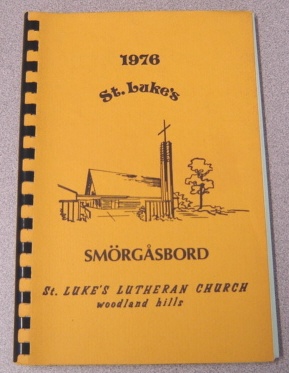 1976
St. Luke's
SMÖRGÅSBORD
St. LUKE'S LUTHERAN CHURCH
woodland hills